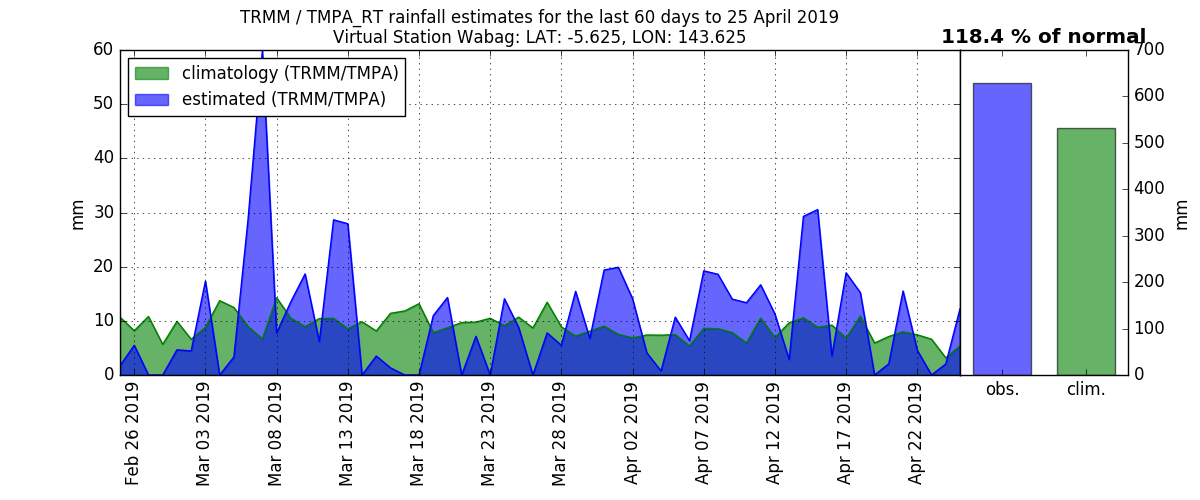 TRMM / TMPA_RT rainfall estimates for the last 60 days to 25 April 2019
Virtual Station Wabag: LAT: -5.625, LON: 143.625
118.4 % of normal
climatology (TRMM/TMPA)
estimated (TRMM/TMPA)
mm
60
50
40
30
20
10
0
Feb 26 2019
Mar 03 2019
Mar 08 2019
Mar 13 2019
Mar 18 2019
Mar 23 2019
Mar 28 2019
Apr 02 2019
Apr 07 2019
Apr 12 2019
Apr 17 2019
Apr 22 2019
obs.
clim.
700
600
500
400
300
200
100
0
mm